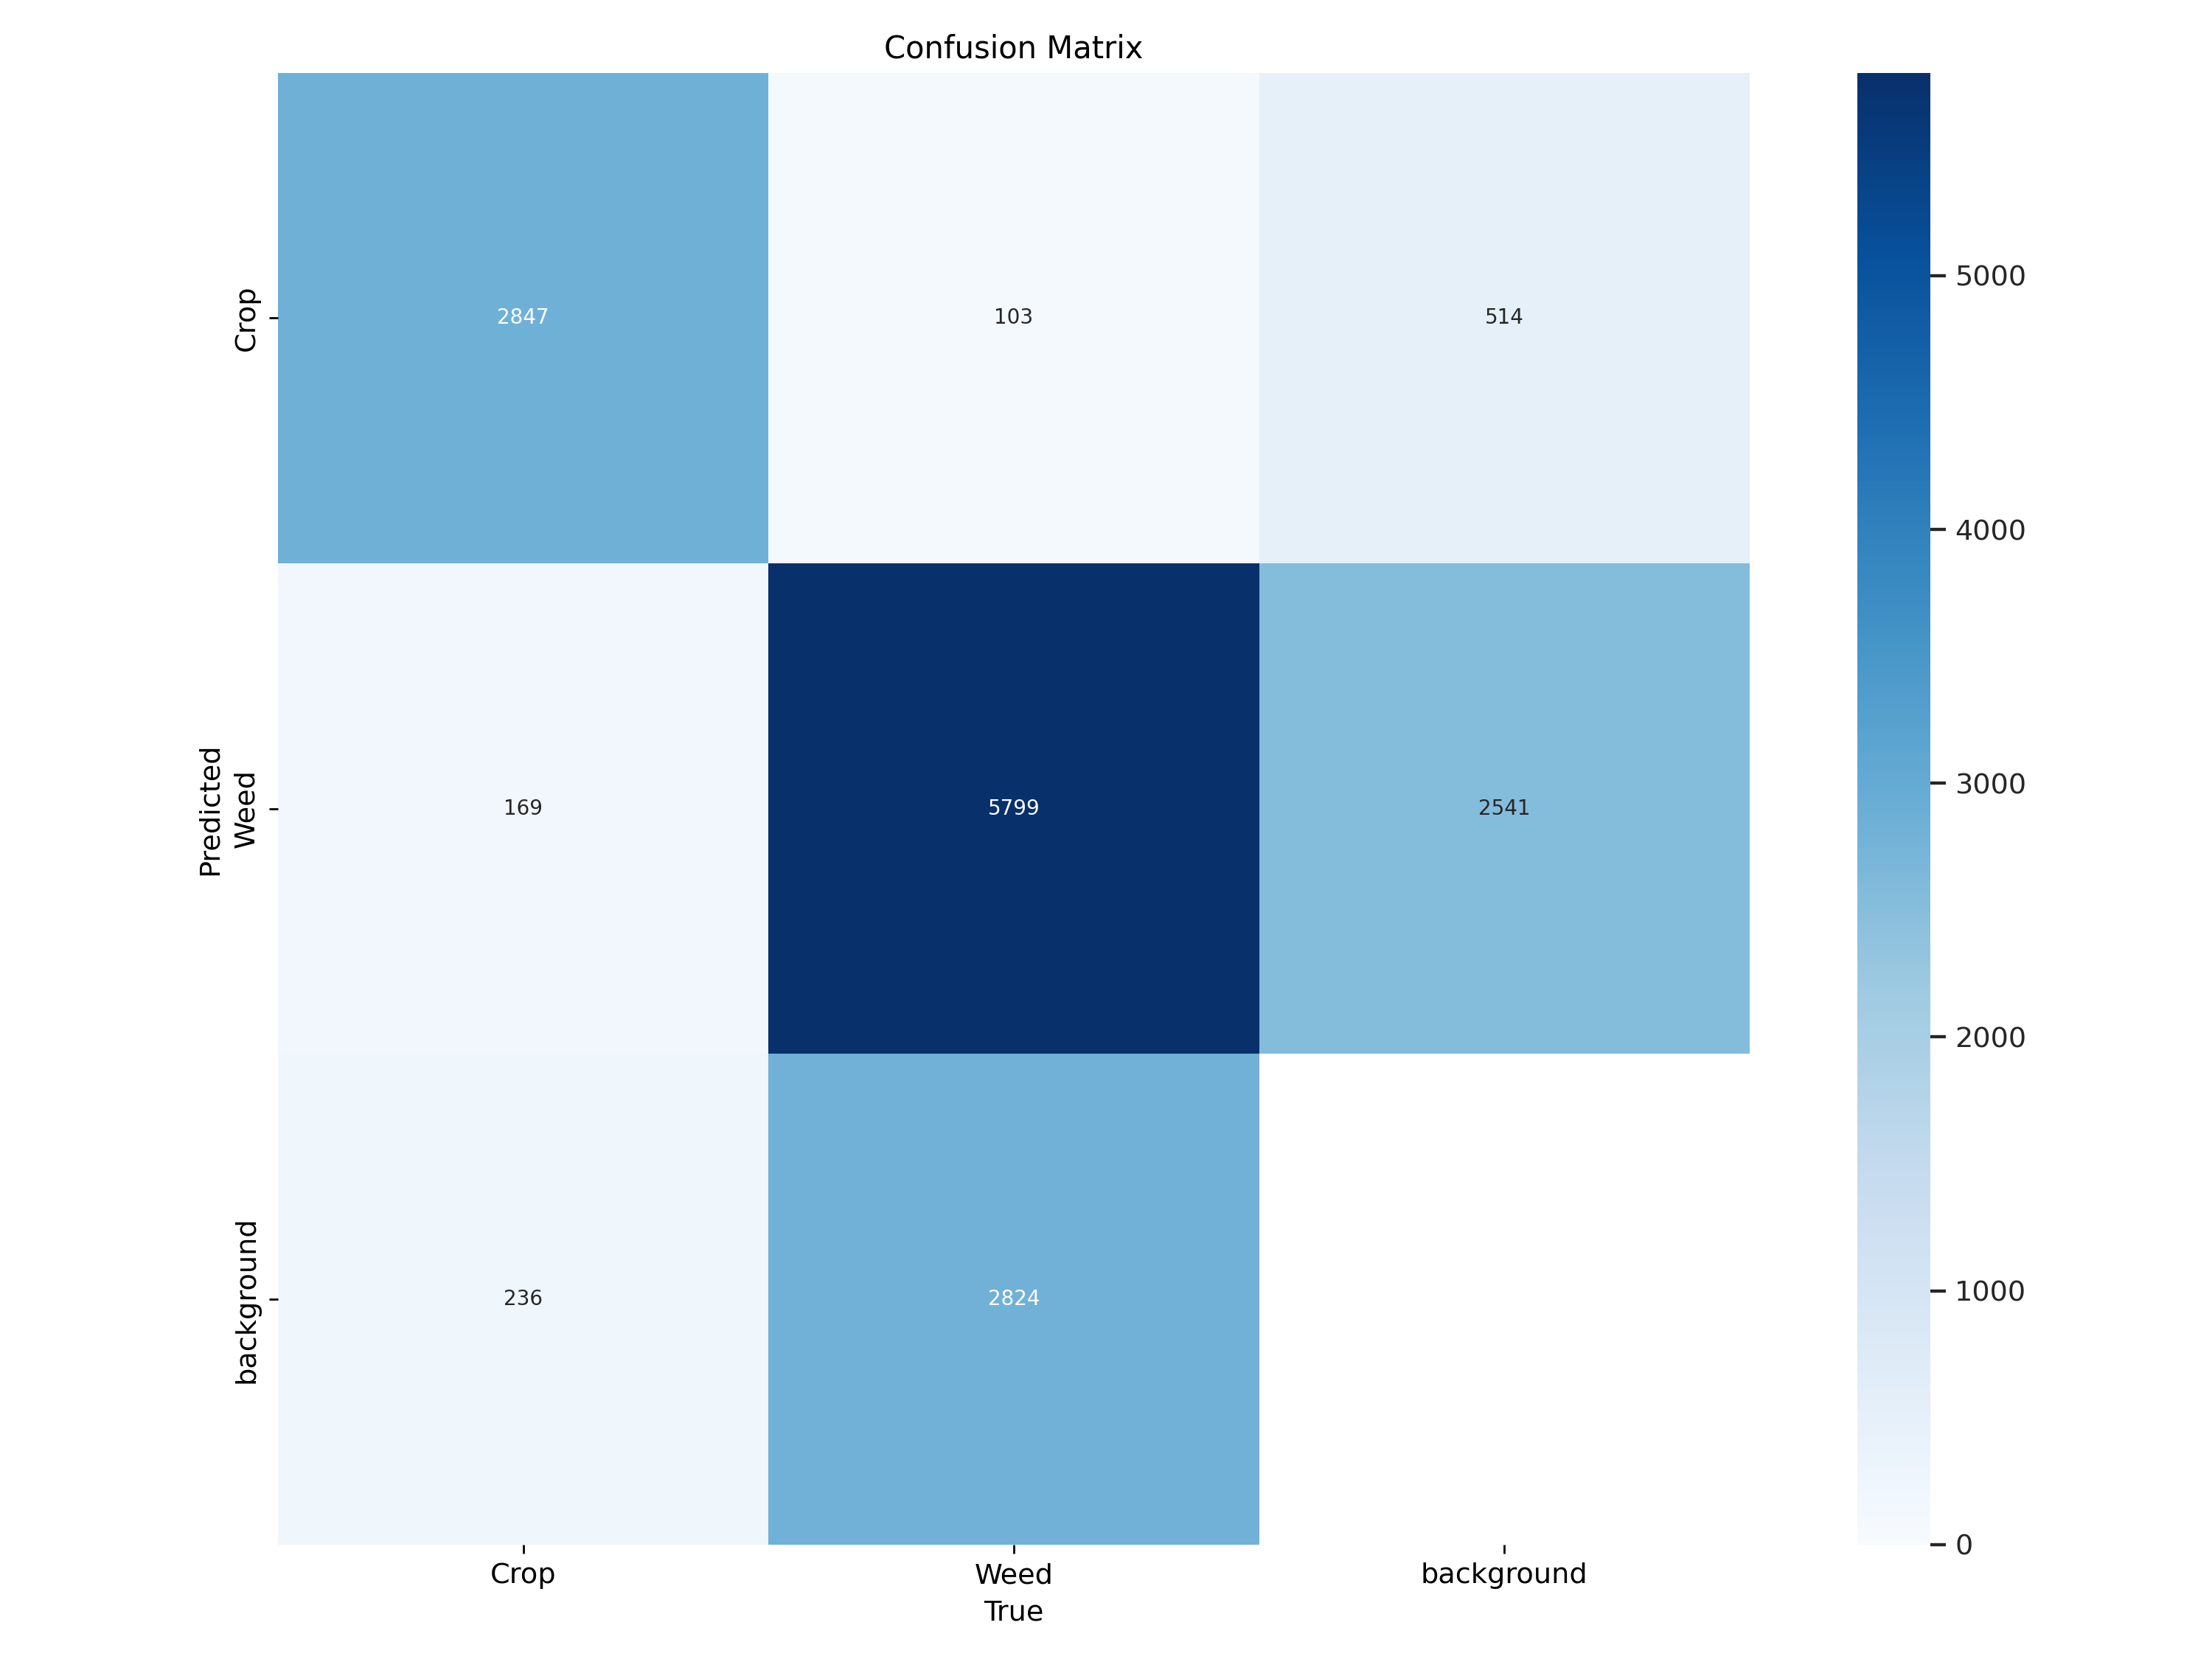 Confusion Matrix
Predicted
Crop
2847
103
514
Weed
169
5799
2541
background
236
2824
Crop
Weed
background
True
5000
4000
3000
2000
1000
0